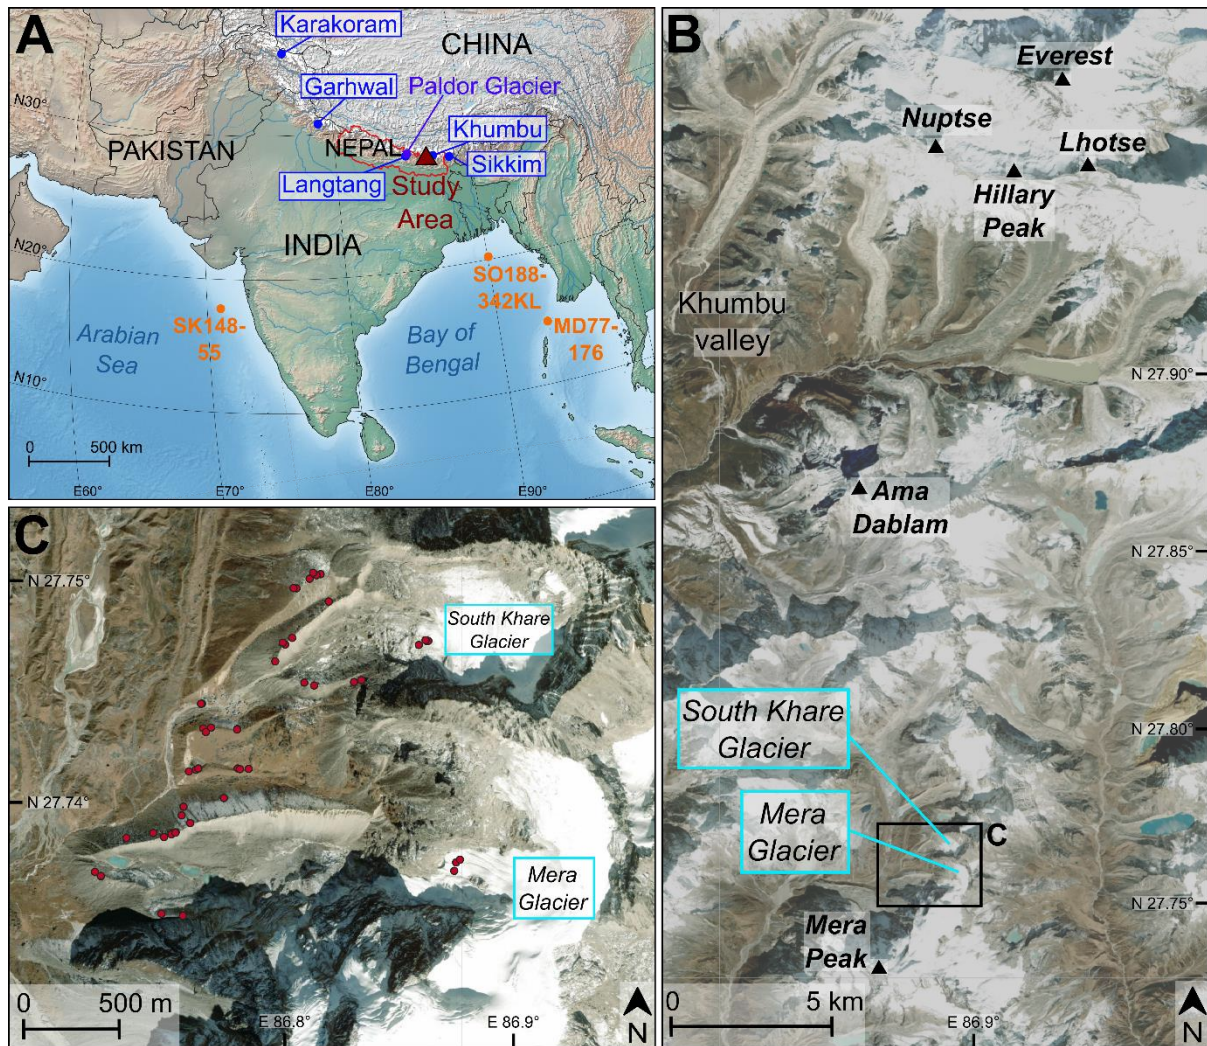 A
Karakoram
CHINA
Garhwal
Paldor Glacier
N30°
PAKISTAN
NEPAL
Khumbu
Langtang
Sikkim
Study
Area
N20°
INDIA
SO188-
342KL
SK148-
55
MD77-
176
Arabian
Sea
Bay of
Bengal
N10°
0 500 km
E60°
E70°
E80°
E90°
B
Everest
Nuptse
Lhotse
Hillary
Peak
Khumbu
valley
N 27.90°
Ama
Dablam
N 27.85°
South Khare
Glacier
N 27.80°
Mera
Glacier
C
N 27.75°
Mera
Peak
0 5 km
E 86.9°
N
C
N 27.75°
South Khare
Glacier
N 27.74°
Mera
Glacier
0 500 m
E 86.8°
E 86.9°
N